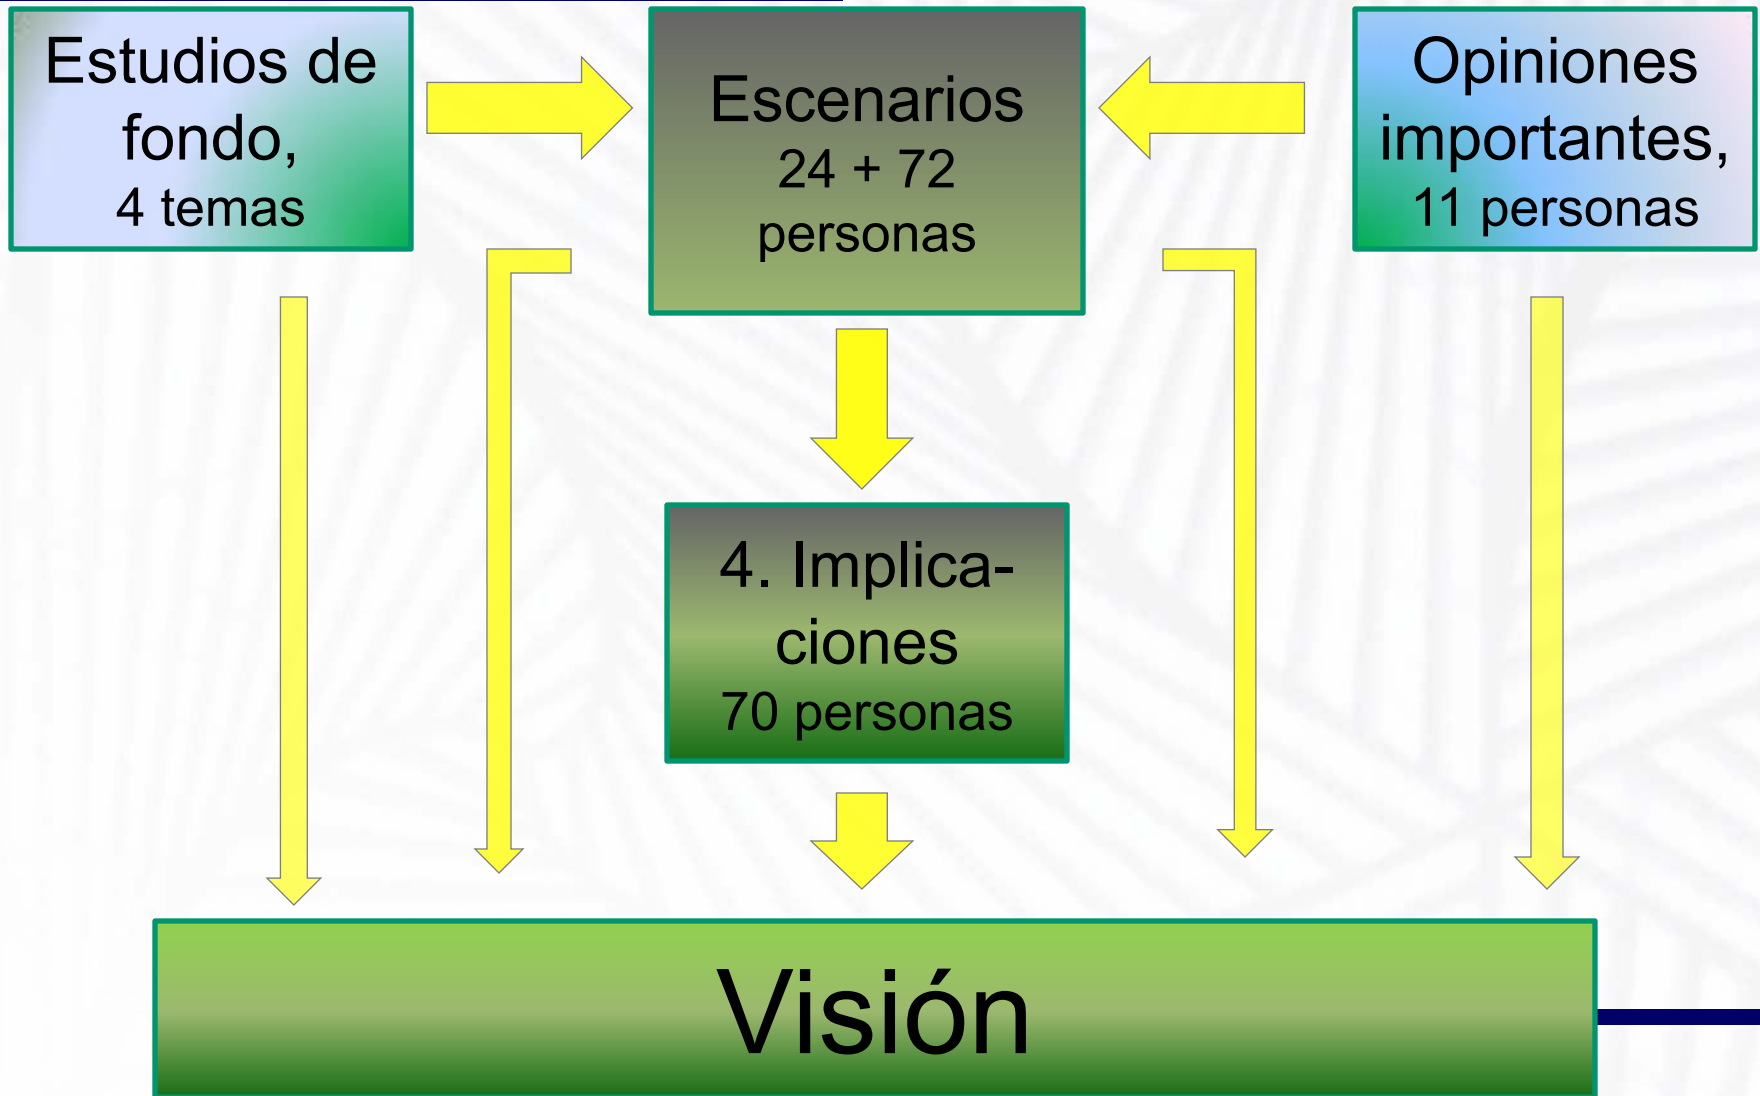 Estudios de
fondo,
4 temas
Escenarios
24 + 72
personas
Opiniones
importantes,
11 personas
4. Implica-
ciones
70 personas
Visión